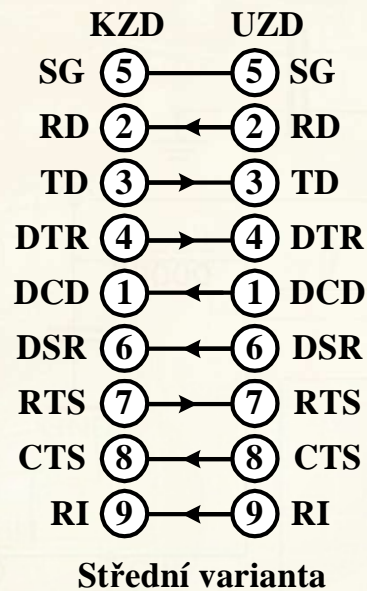 KZD UZD
SG 5 5 SG
RD 2 2 RD
TD 3 3 TD
DTR 4 4 DTR
DCD 1 1 DCD
DSR 6 6 DSR
RTS 7 7 RTS
CTS 8 8 CTS
RI 9 9 RI
Střední varianta